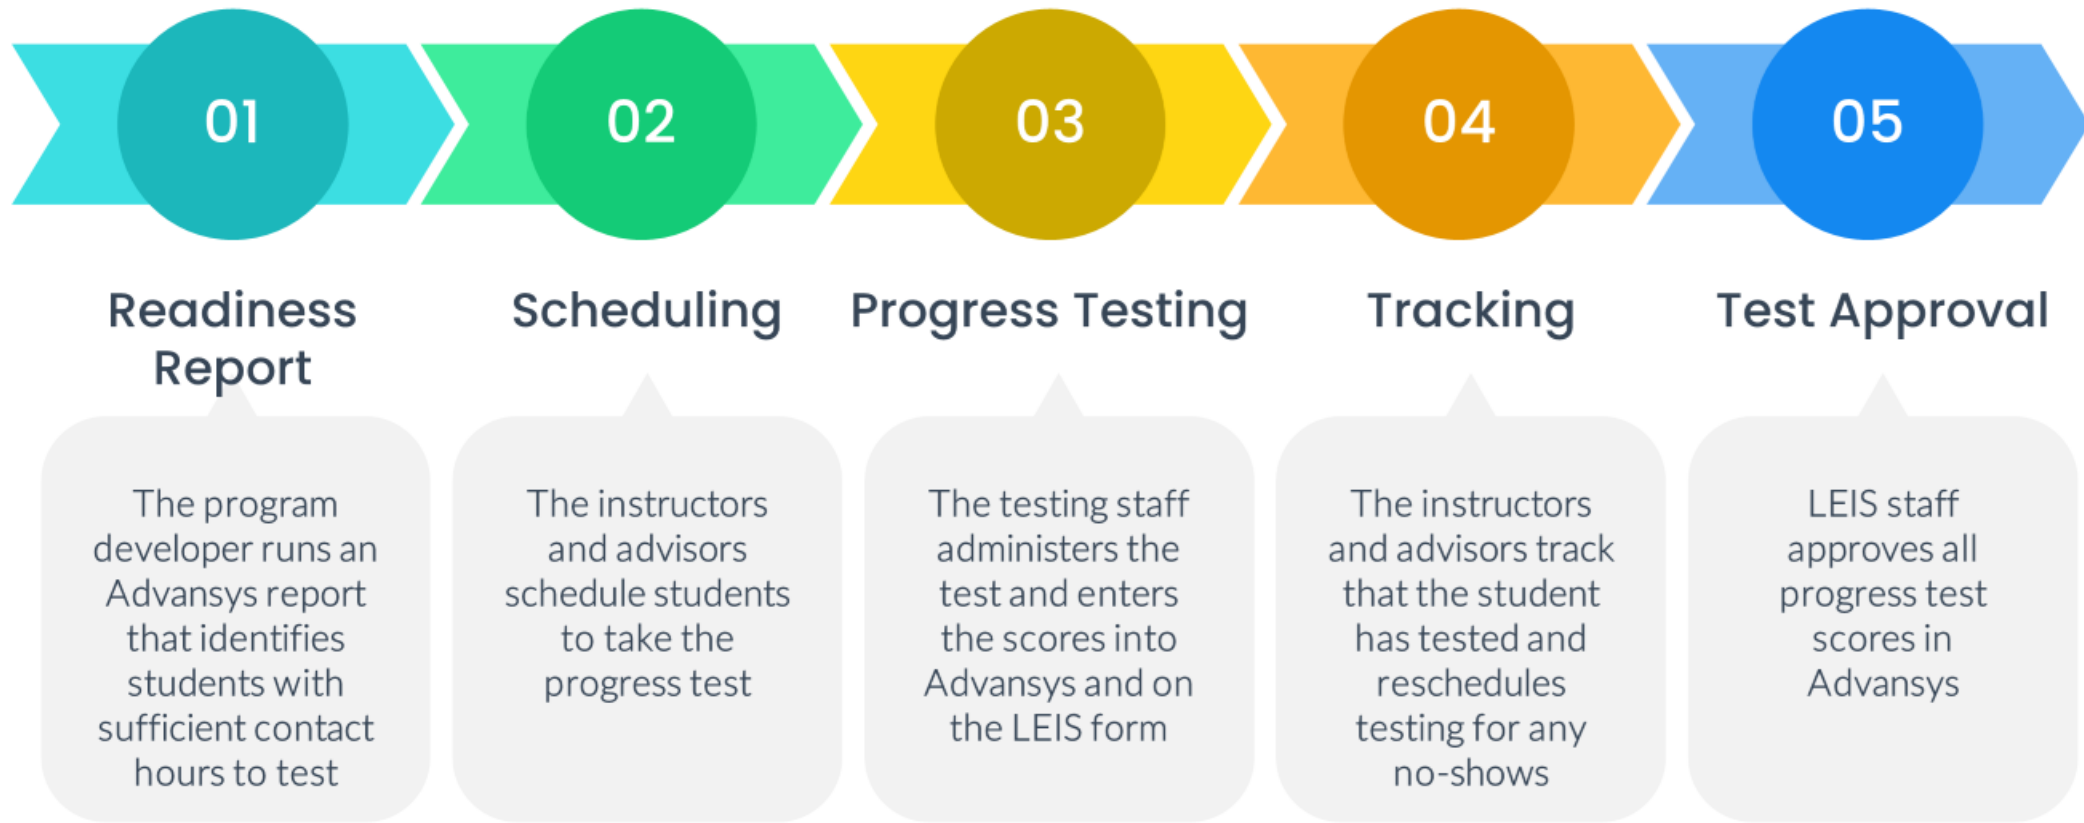 01
02
03
04
05
Readiness
Report
Scheduling
Progress Testing
Tracking
Test Approval
The program
developer runs an
Advansys report
that identifies
students with
sufficient contact
hours to test
The instructors
and advisors
schedule students
to take the
progress test
The testing staff
administers the
test and enters
the scores into
Advansys and on
the LEIS form
The instructors
and advisors track
that the student
has tested and
reschedules
testing for any
no-shows
LEIS staff
approves all
progress test
scores in
Advansys